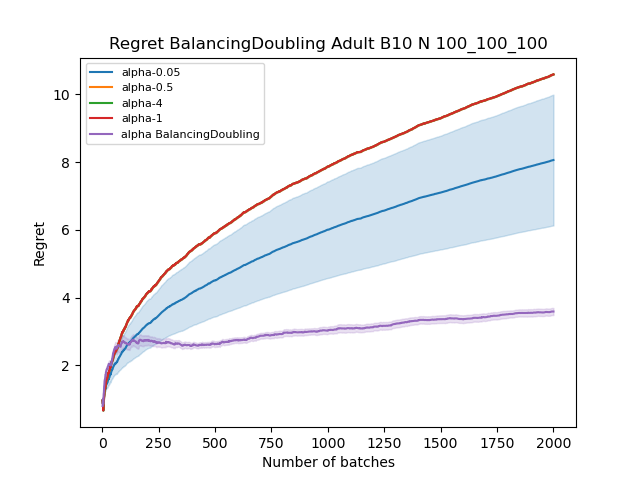 Regret BalancingDoubling Adult B10 N 100_100_100
alpha-0.05
alpha-0.5
alpha-4
alpha-1
alpha BalancingDoubling
10
8
6
4
2
Regret
0 250 500 750 1000 1250 1500 1750 2000
Number of batches